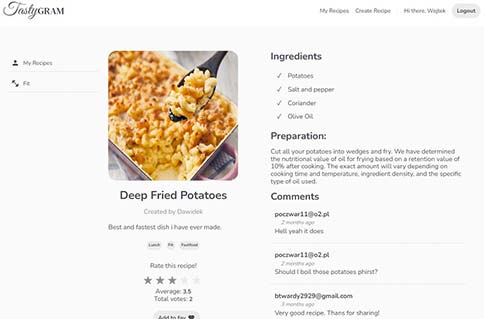 TastyGRAM
My Recipes
Create Recipe
Hi there, Wojtek
Logout
My Recipes
Fit
Deep Fried Potatoes
Created by Dawidek
Best and fastest dish i have ever made.
Lunch
Fit
Fastfood
Rate this recipe!
Average: 3.5
Total votes: 2
Add to fav
Ingredients
✓ Potatoes
✓ Salt and pepper
✓ Coriander
✓ Olive Oil
Preparation:
Cut all your potatoes into wedges and fry. We have determined
the nutritional value of oil for frying based on a retention value of
10% after cooking. The exact amount will vary depending on
cooking time and temperature, ingredient density, and the specific
type of oil used.
Comments
poczwar11@o2.pl
2 months ago
Hell yeah it does
poczwar11@o2.pl
2 months ago
Should I boil those potatoes phirst?
btwardy2929@gmail.com
3 months ago
Very good recipe. Thans for sharing!